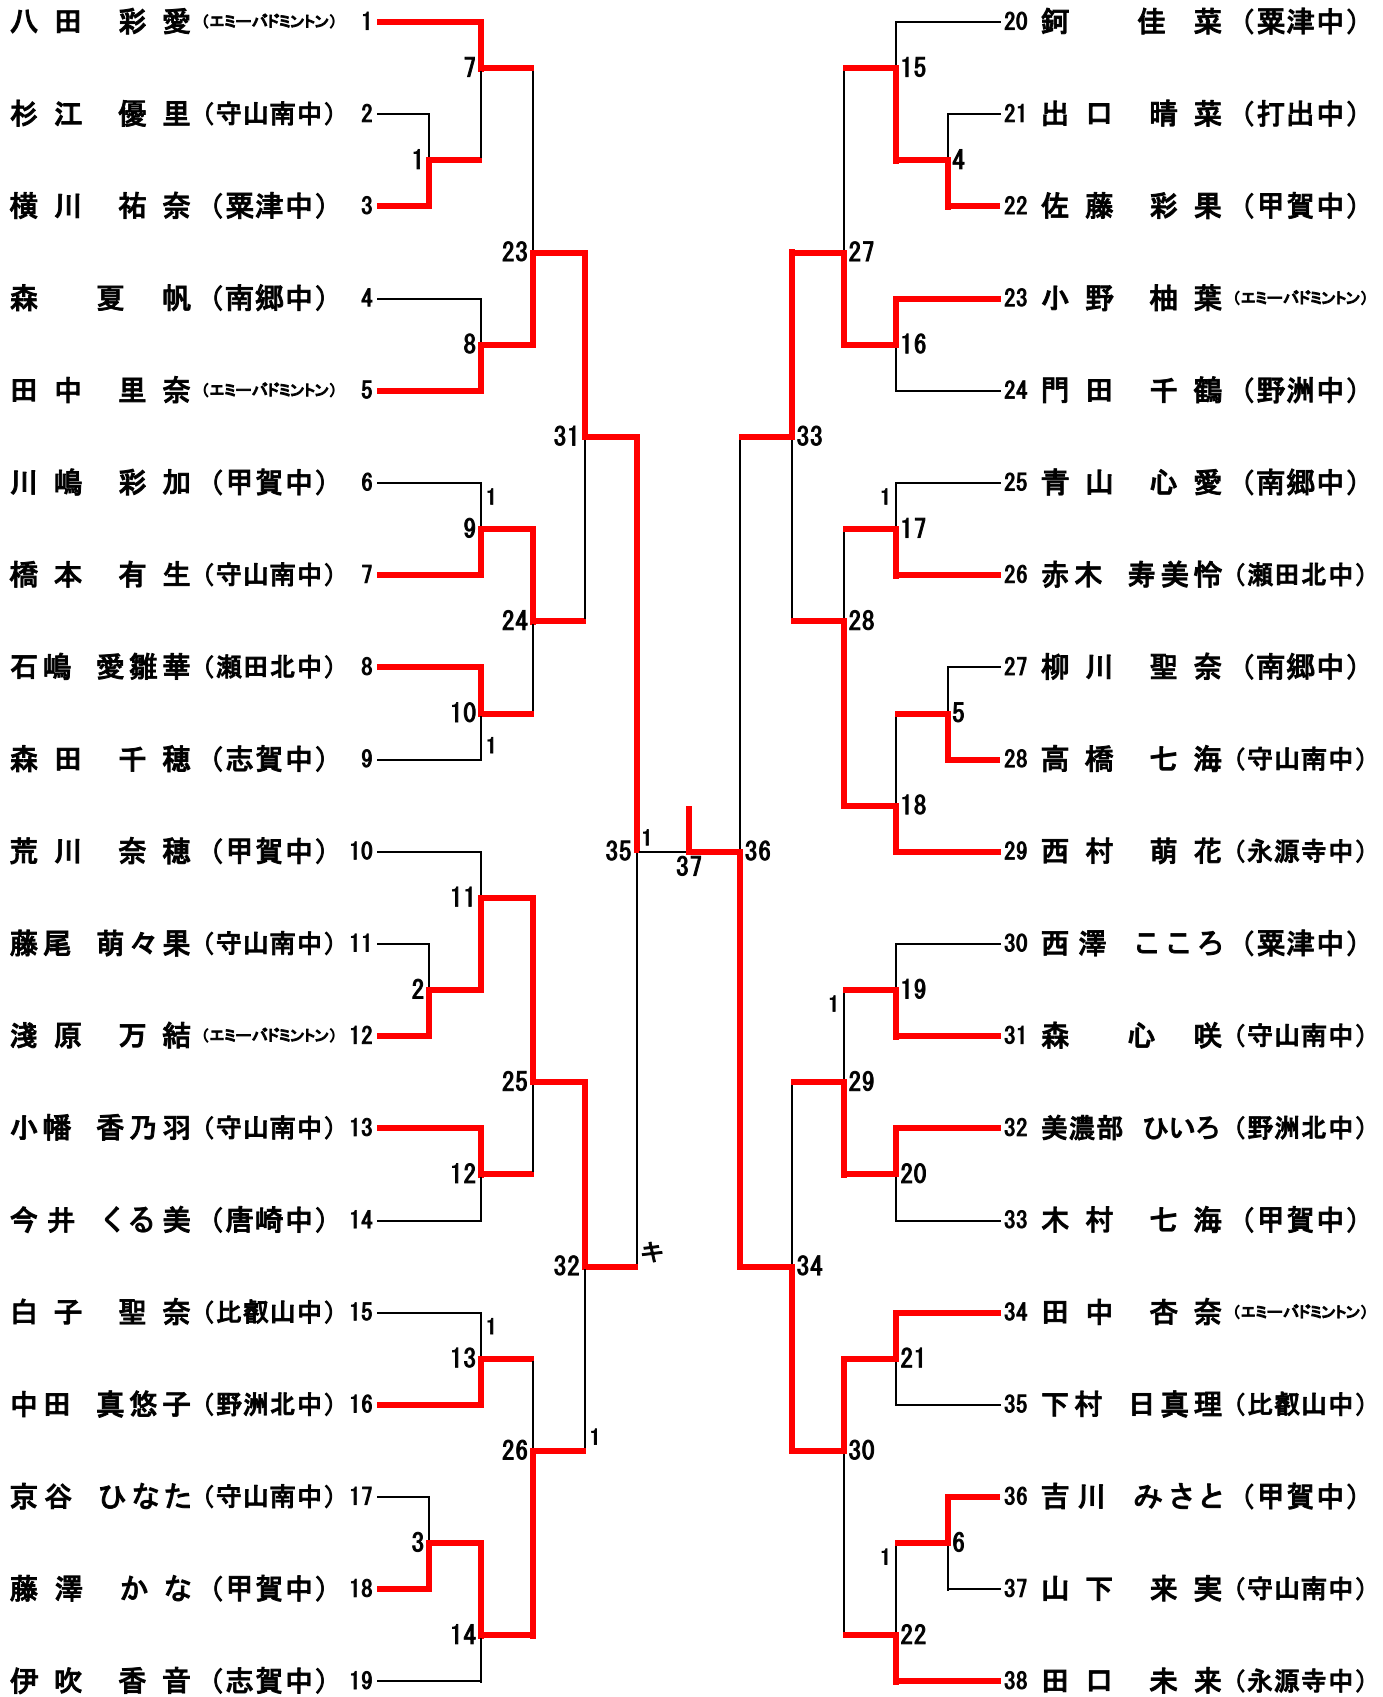 八田 彩愛 (エミーバドミントン) 1
7
杉江 優里 (守山南中) 2
1
横川 祐奈 (粟津中) 3
23
森 夏帆 (南郷中) 4
8
田中 里奈 (エミーバドミントン) 5
31
川嶋 彩加 (甲賀中) 6
1
9
橋本 有生 (守山南中) 7
24
石嶋 愛雛華 (瀬田北中) 8
10
1
森田 千穂 (志賀中) 9
35
1
荒川 奈穂 (甲賀中) 10
11
藤尾 萌々果 (守山南中) 11
2
淺原 万結 (エミーバドミントン) 12
25
小幡 香乃羽 (守山南中) 13
12
今井 くる美 (唐崎中) 14
32
キ
白子 聖奈 (比叡山中) 15
1
13
中田 真悠子 (野洲北中) 16
26
1
京谷 ひなた (守山南中) 17
3
藤澤 かな (甲賀中) 18
14
伊吹 香音 (志賀中) 19
37
20 釖 佳菜 (粟津中)
15
21 出口 晴菜 (打出中)
4
22 佐藤 彩果 (甲賀中)
27
23 小野 柚葉 (エミーバドミントン)
16
24 門田 千鶴 (野洲中)
33
25 青山 心愛 (南郷中)
1
17
26 赤木 寿美怜 (瀬田北中)
28
27 柳川 聖奈 (南郷中)
5
28 高橋 七海 (守山南中)
18
29 西村 萌花 (永源寺中)
36
30 西澤 こころ (粟津中)
19
1
31 森 心咲 (守山南中)
29
32 美濃部 ひいろ (野洲北中)
20
33 木村 七海 (甲賀中)
34
34 田中 杏奈 (エミーバドミントン)
21
35 下村 日真理 (比叡山中)
30
36 吉川 みさと (甲賀中)
6
1
37 山下 来実 (守山南中)
22
38 田口 未来 (永源寺中)